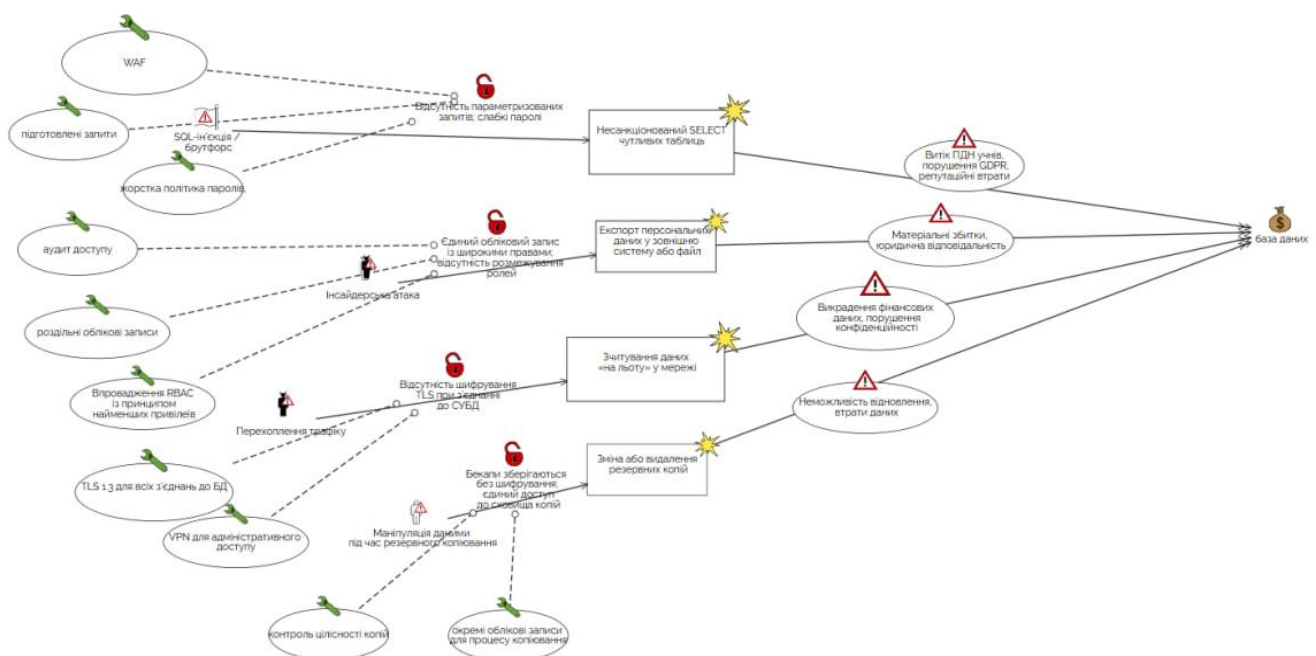 WAF
підготовлені запити
SQL-ін'єкція /
брутфорс
жорстка політика паролів,
Відсутність параметризованих
запитів; слабкі паролі
Несанкціонований SELECT
чутливих таблиць
Витік ПДН учнів,
порушення GDPR,
репутаційні втрати
аудит доступу
роздільні облікові записи
Впровадження RBAC
із принципом
найменших привілеїв
Інсайдерська атака
Єдиний обліковий запис
із широкими правами;
відсутність розмежування
ролей
Експорт персональних
даних у зовнішню
систему або файл
Матеріальні збитки,
юридична відповідальність
база даних
Перехоплення трафіку
Відсутність шифрування
TLS при з'єднанні
до СУБД
Зчитування даних
«на льоту» у мережі
Викрадення фінансових
даних, порушення
конфіденційності
TLS 1.3 для всіх з'єднань до БД
VPN для адміністративного
доступу
Маніпуляція даними
під час резервного копіювання
Бекапи зберігаються
без шифрування,
єдиний доступ
до сховища копій
Зміна або видалення
резервних копій
Неможливість відновлення,
втрати даних
контроль цілісності копій
окремі облікові записи
для процесу копіювання